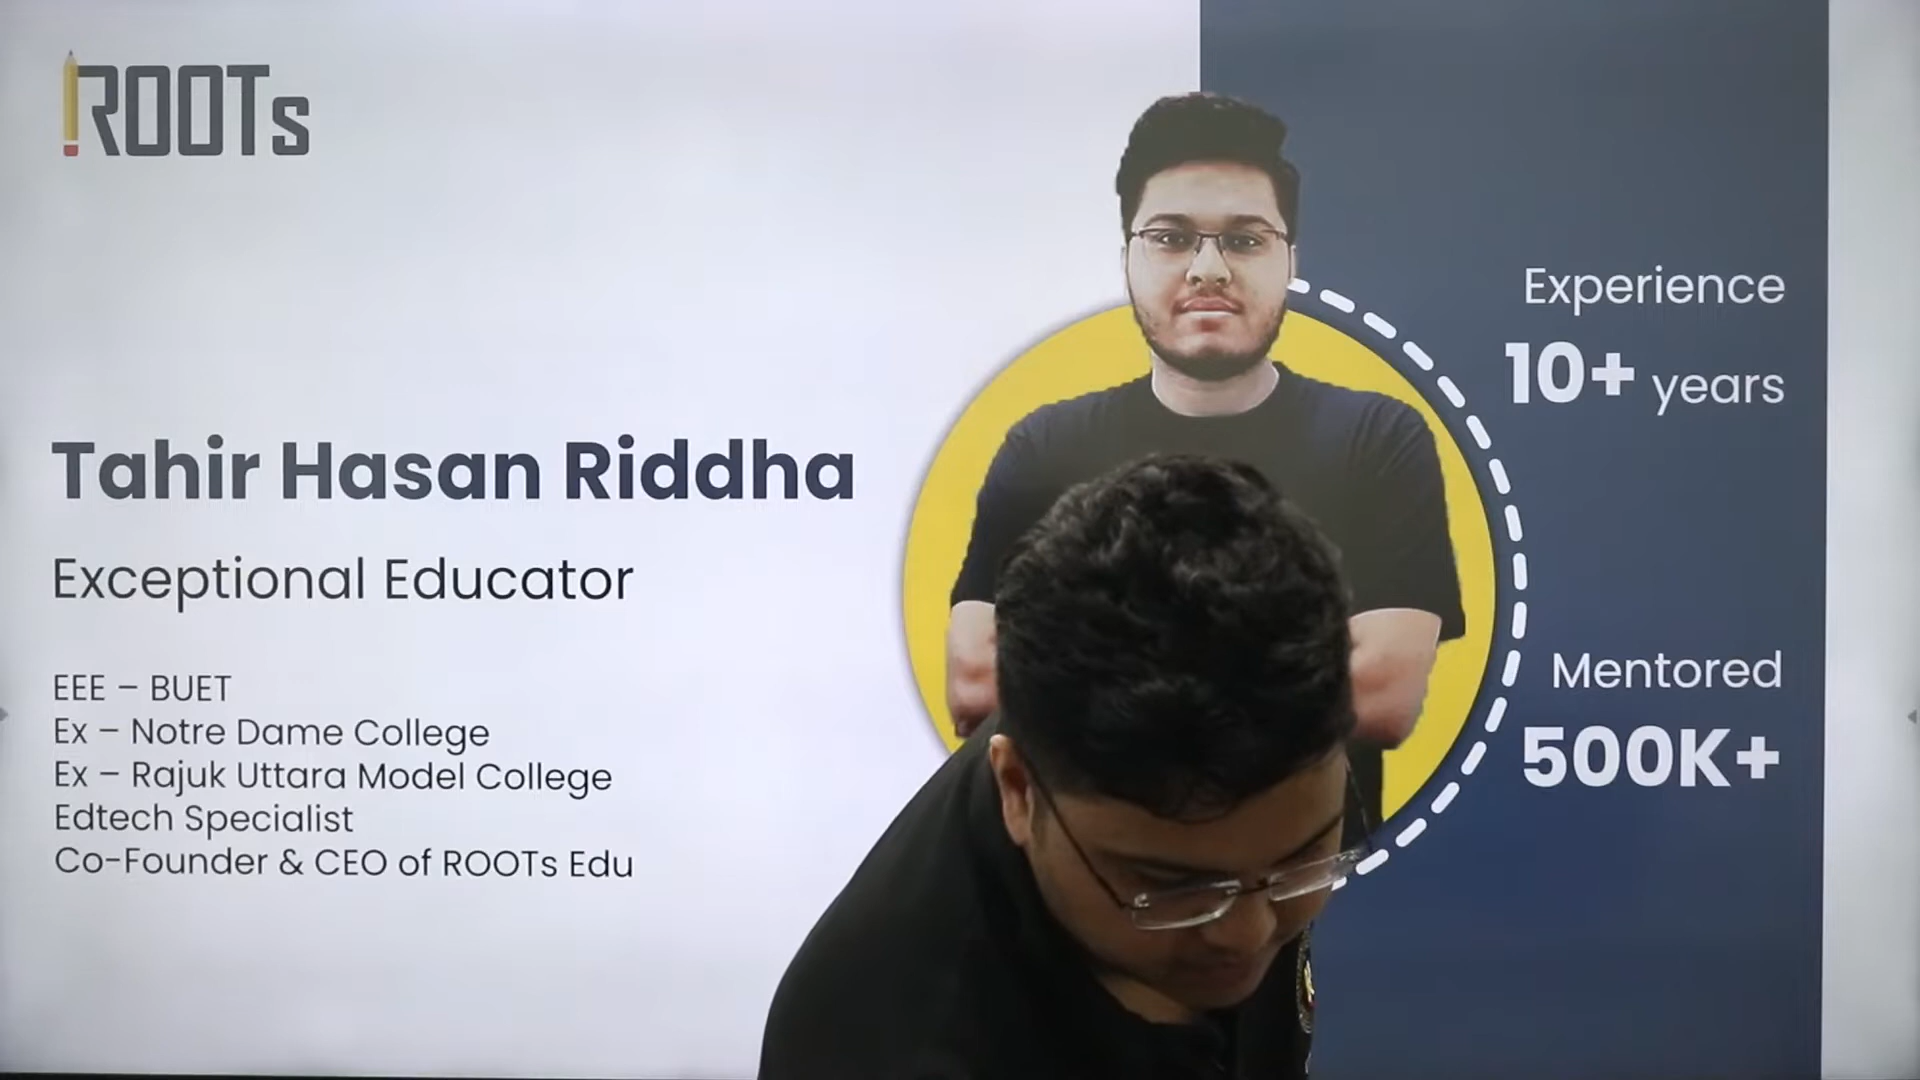 ROOTs
Tahir Hasan Riddha
Exceptional Educator
EEE – BUET
Ex – Notre Dame College
Ex – Rajuk Uttara Model College
Edtech Specialist
Co-Founder & CEO of ROOTs Edu
Experience
10+ years
Mentored
500K+